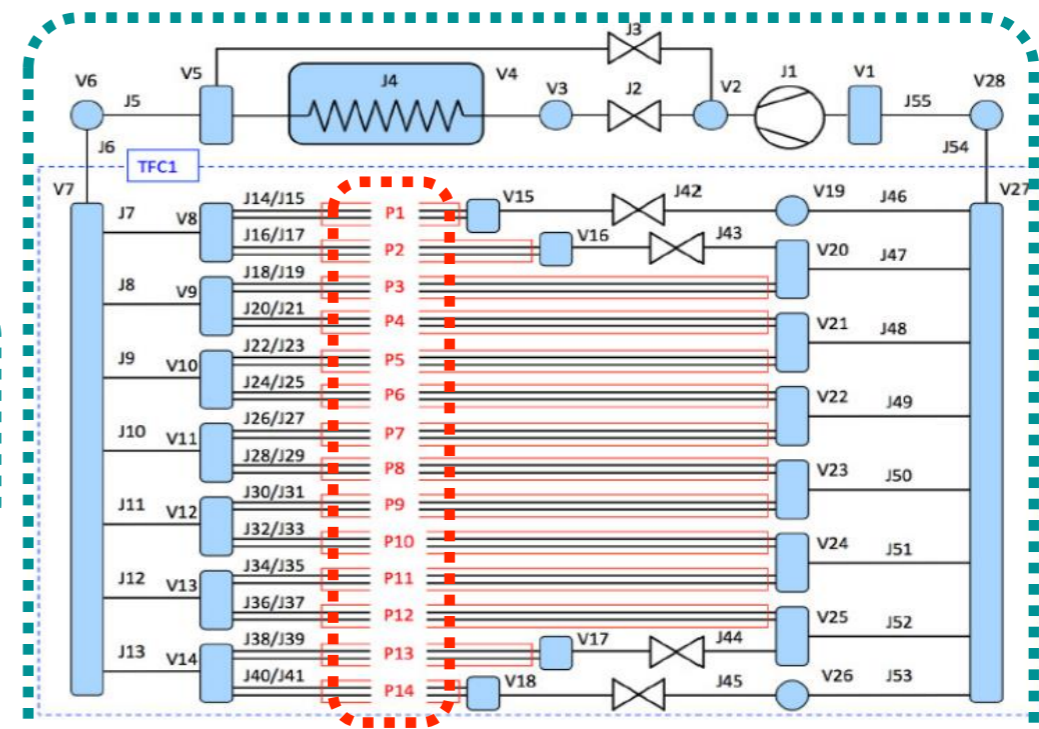 J3
V6 J5 V5 J4 V4 V3 J2 V2 J1 V1 J55 V28
J6 J54
TFC1
V7 V27
J7 V8 J14/J15 P1 V15 J42 V19 J46
J16/J17 P2 V16 J43 V20 J47
J8 V9 J18/J19 P3
J20/J21 P4 V21 J48
J9 V10 J22/J23 P5
J24/J25 P6 V22 J49
J10 V11 J26/J27 P7
J28/J29 P8 V23 J50
J11 V12 J30/J31 P9
J32/J33 P10 V24 J51
J12 V13 J34/J35 P11
J36/J37 P12 V25 J52
J13 V14 J38/J39 P13 V17 J44
J40/J41 P14 V18 J45 V26 J53